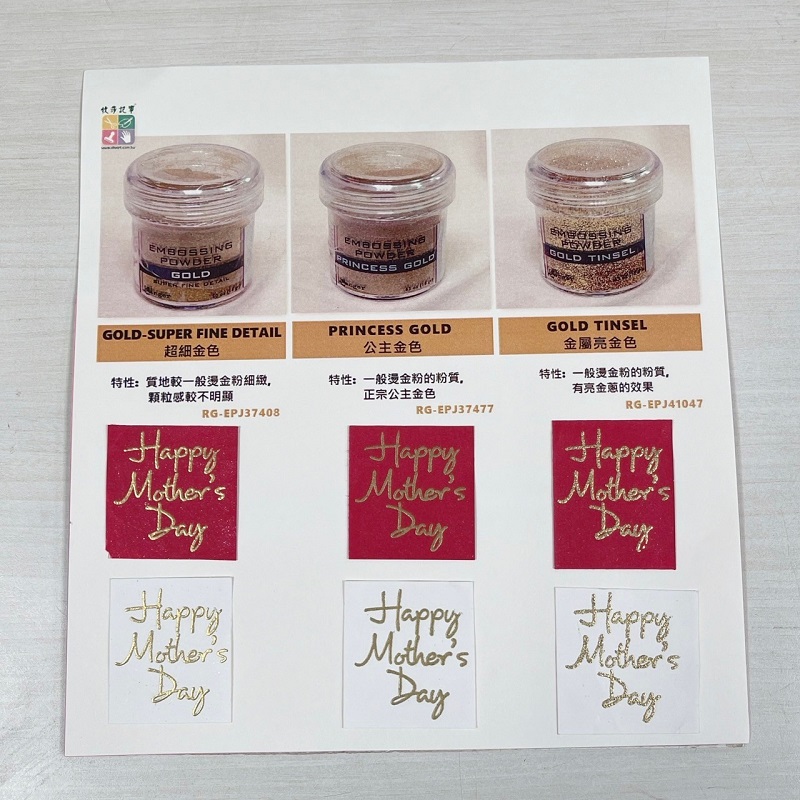 EMBOSSING
POWDER
GOLD
SUPER FINE DETAIL
EMBOSSING
POWDER
PRINCESS GOLD
EMBOSSING
POWDER
GOLD TINSEL
GOLD-SUPER FINE DETAIL
超細金色
PRINCESS GOLD
公主金色
GOLD TINSEL
金屬亮金色
特性: 質地較一般燙金粉細緻,
顆粒感較不明顯
RG-EPJ37408
特性: 一般燙金粉的粉質,
正宗公主金色
RG-EPJ37477
特性: 一般燙金粉的粉質,
有亮金蔥的效果
RG-EPJ41047
Happy
Mother's
Day
Happy
Mother's
Day
Happy
Mother's
Day
Happy
Mother's
Day
Happy
Mother's
Day
Happy
Mother's
Day